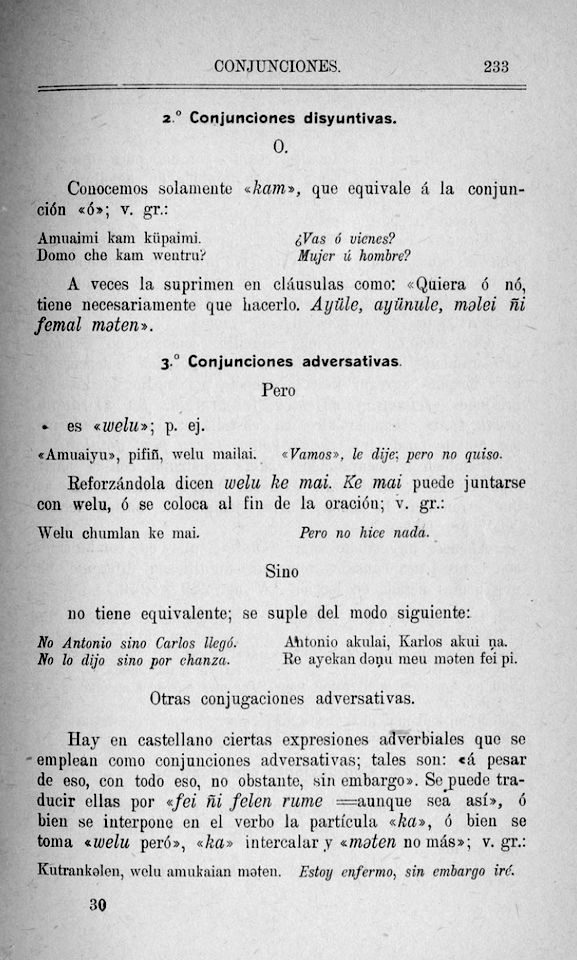 CONJUNCIONES. 233
2.° Conjunciones disyuntivas.
O.
Conocemos solamente «kam», que equivale á la conjun-
ción «ó»; v. gr.:
Amuaimi kam küpaimi. ¿Vas ó vienes?
Domo che kam wentru? Mujer ú hombre?
A veces la suprimen en cláusulas como: «Quiera ó nó,
tiene necesariamente que hacerlo. Ayüle, ayünule, məlei ñi
femal məten».
3.° Conjunciones adversativas.
Pero
es «welu»; p. ej.
«Amuaiyu», pifiñ, welu mailai. «Vamos», le dije; pero no quiso.
Reforzándola dicen welu ke mai. Ke mai puede juntarse
con welu, ó se coloca al fin de la oración; v. gr.:
Welu chumlan ke mai. Pero no hice nada.
Sino
no tiene equivalente; se suple del modo siguiente:
No Antonio sino Carlos llegó. Antonio akulai, Karlos akui ṇa.
No lo dijo sino por chanza. Re ayekan dəṇu meu məten fei pi.
Otras conjugaciones adversativas.
Hay en castellano ciertas expresiones adverbiales que se
emplean como conjunciones adversativas; tales son: «á pesar
de eso, con todo eso, no obstante, sin embargo». Se puede tra-
ducir ellas por «fei ñi felen rume =aunque sea así», ó
bien se interpone en el verbo la partícula «ka», ó bien se
toma «welu peró», «ka» intercalar y «məten no más»; v. gr.:
Kutrankəlen, welu amukaian məten. Estoy enfermo, sin embargo iré.
30